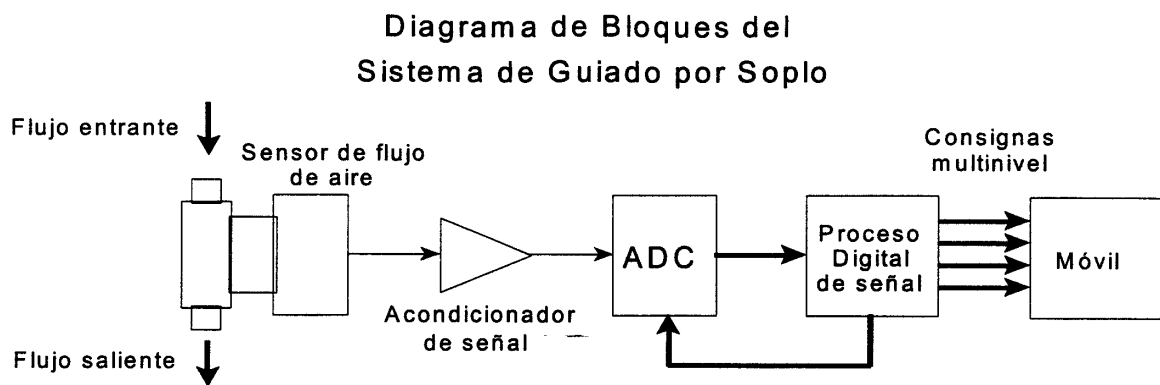 Diagrama de Bloques del
Sistema de Guiado por Soplo
Flujo entrante
Sensor de flujo
de aire
Consignas
multinivel
ADC
Proceso
Digital
de señal
Móvil
Acondicionador
de señal
Flujo saliente